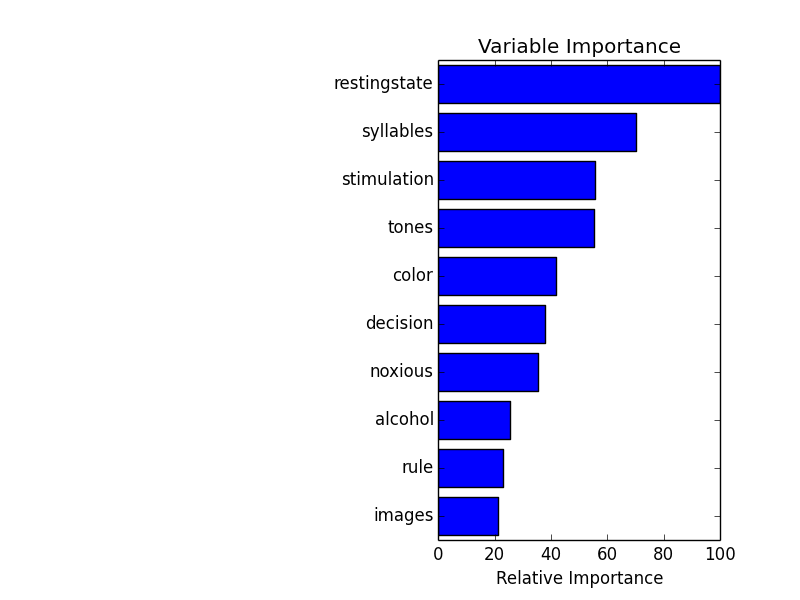 Variable Importance
restingstate
syllables
stimulation
tones
color
decision
noxious
alcohol
rule
images
0 20 40 60 80 100
Relative Importance